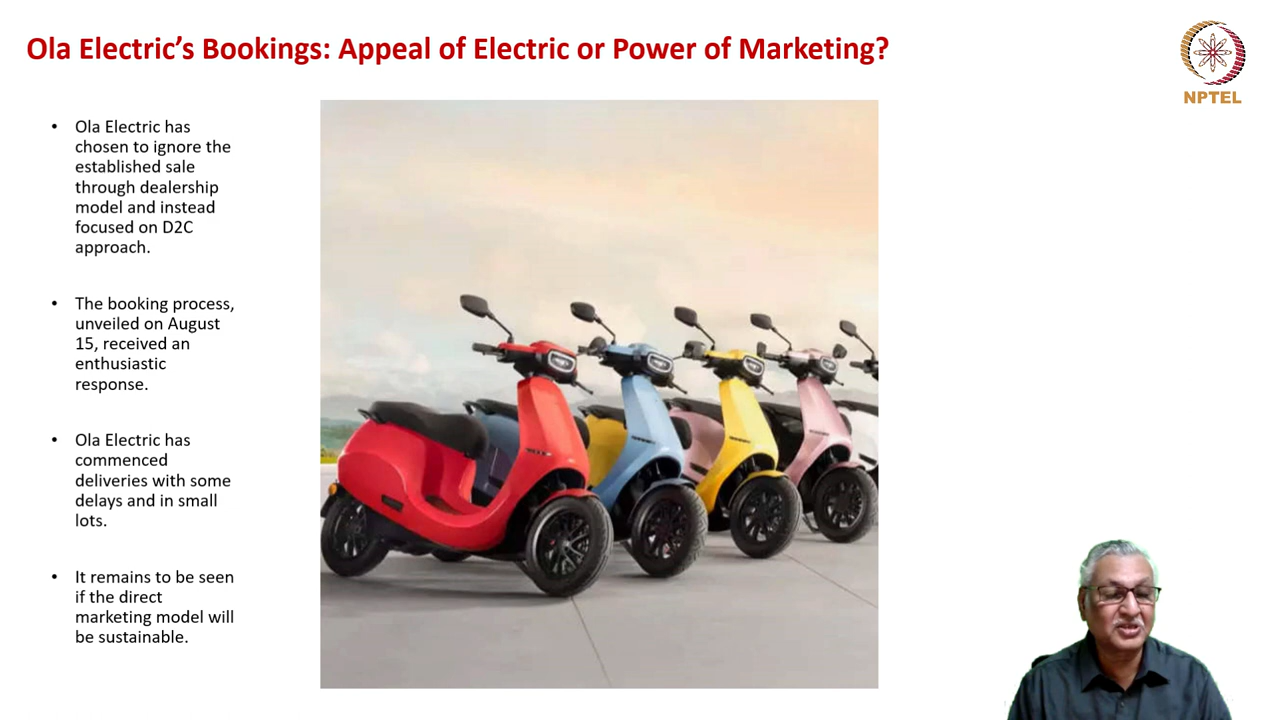 Ola Electric's Bookings: Appeal of Electric or Power of Marketing?
NPTEL
• Ola Electric has
chosen to ignore the
established sale
through dealership
model and instead
focused on D2C
approach.
• The booking process,
unveiled on August
15, received an
enthusiastic
response.
• Ola Electric has
commenced
deliveries with some
delays and in small
lots.
• It remains to be seen
if the direct
marketing model will
be sustainable.